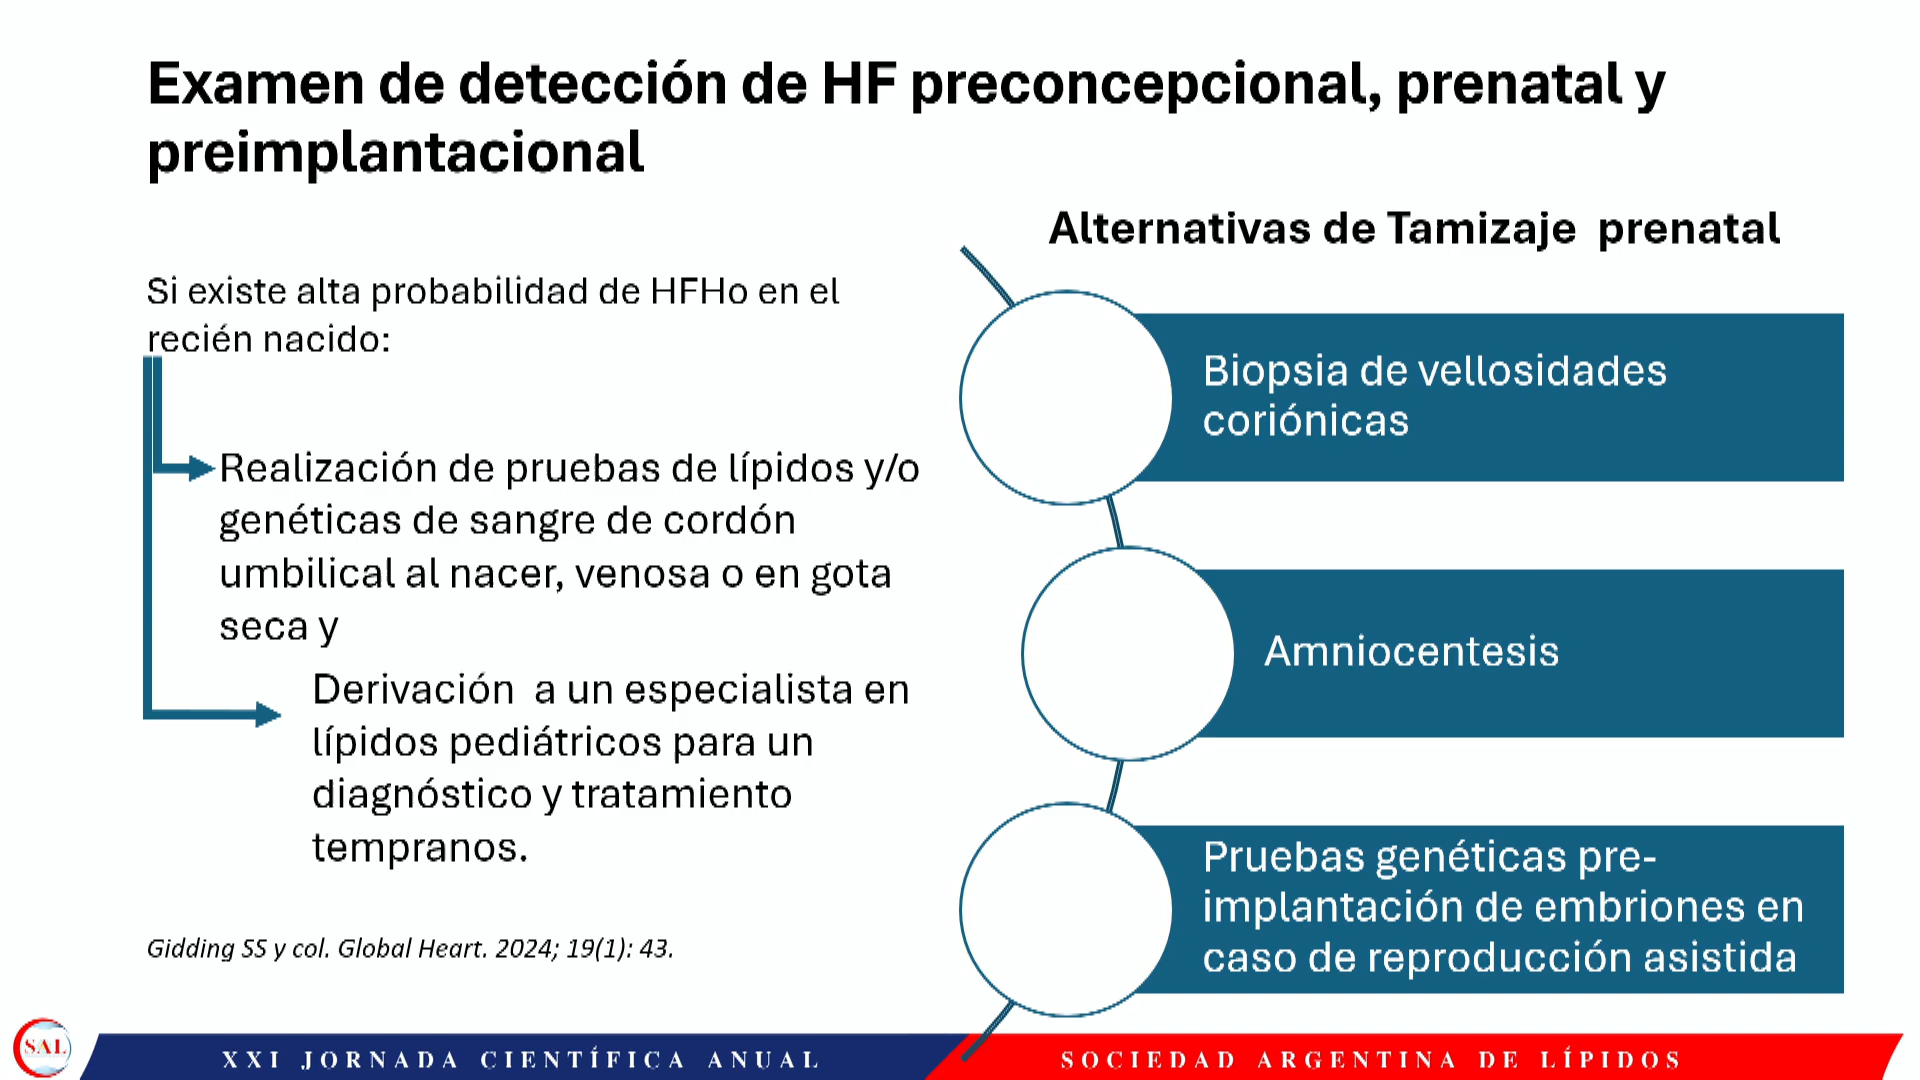 Examen de detección de HF preconcepcional, prenatal y
preimplantacional
Si existe alta probabilidad de HFHo en el
recién nacido:
Realización de pruebas de lípidos y/o
genéticas de sangre de cordón
umbilical al nacer, venosa o en gota
seca y
Derivación a un especialista en
lípidos pediátricos para un
diagnóstico y tratamiento
tempranos.
Gidding SS y col. Global Heart. 2024; 19(1): 43.
Alternativas de Tamizaje prenatal
Biopsia de vellosidades
coriónicas
Amniocentesis
Pruebas genéticas pre-
implantación de embriones en
caso de reproducción asistida
SAL
XXI JORNADA CIENTÍFICA ANUAL
SOCIEDAD ARGENTINA DE LÍPIDOS